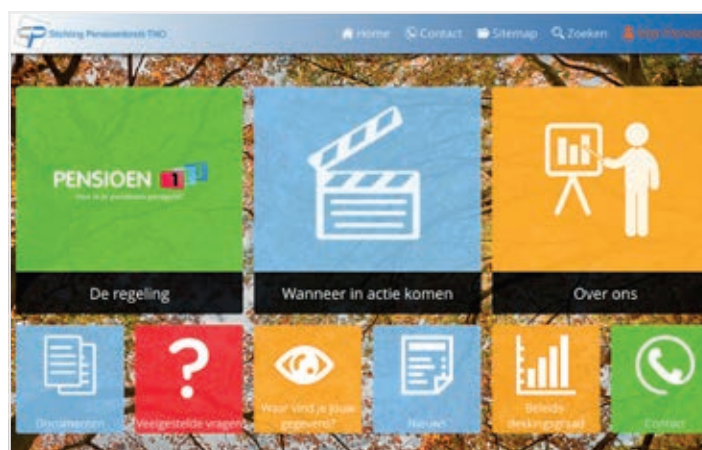 Stichting Pensioenfonds TNO
Home Contact Sitemap Zoeken
PENSIOEN 1
De regeling
Wanneer in actie komen
Over ons
Documenten
Veelgestelde vragen
Waar vind je jouw
gegevens?
Nieuws
Beleids-
dekkingsgraad
Contact